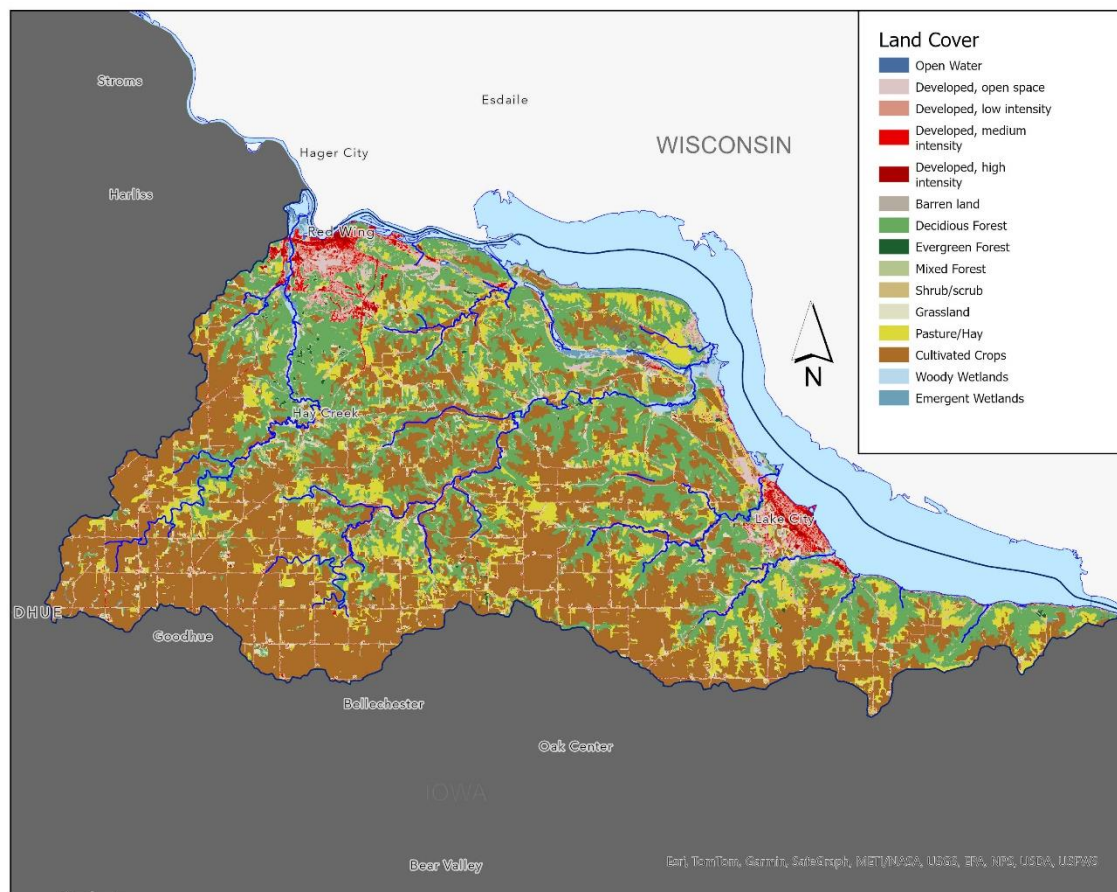 Stroms
Esdaile
WISCONSIN
Hager City
Harliss
Red Wing
N
Hay Creek
Lake City
DHUE
Goodhue
Bellechester
Oak Center
IOWA
Bear Valley
Land Cover
Open Water
Developed, open space
Developed, low intensity
Developed, medium
intensity
Developed, high
intensity
Barren land
Decidious Forest
Evergreen Forest
Mixed Forest
Shrub/scrub
Grassland
Pasture/Hay
Cultivated Crops
Woody Wetlands
Emergent Wetlands
Esri, TomTom, Garmin, SafeGraph, METI/NASA, USGS, EPA, NPS, USDA, USFWS